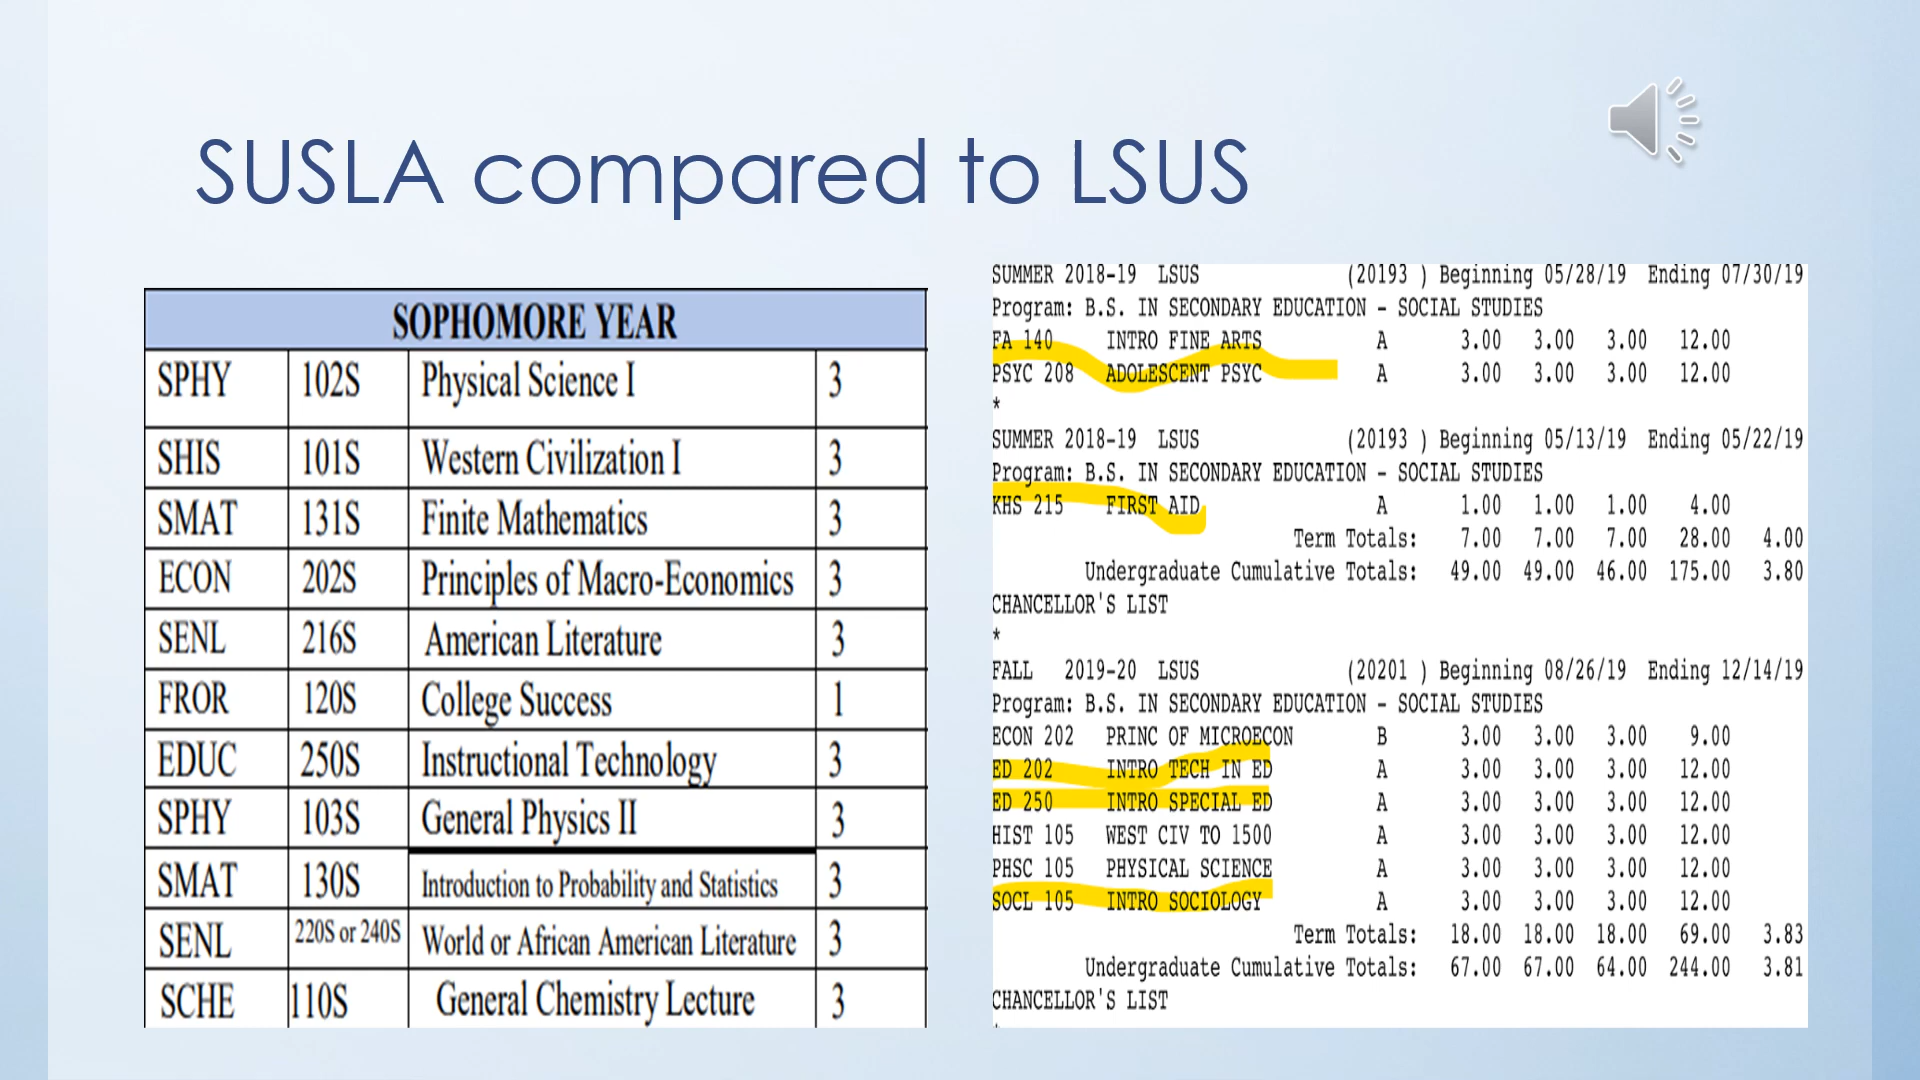 SUSLA compared to LSUS
SOPHOMORE YEAR
SPHY 102S Physical Science I 3
SHIS 101S Western Civilization I 3
SMAT 131S Finite Mathematics 3
ECON 202S Principles of Macro-Economics 3
SENL 216S American Literature 3
FROR 120S College Success 1
EDUC 250S Instructional Technology 3
SPHY 103S General Physics II 3
SMAT 130S Introduction to Probability and Statistics 3
SENL 220S or 240S World or African American Literature 3
SCHE 110S General Chemistry Lecture 3
SUMMER 2018-19 LSUS (20193 ) Beginning 05/28/19 Ending 07/30/19
Program: B.S. IN SECONDARY EDUCATION - SOCIAL STUDIES
FA 140 INTRO FINE ARTS A 3.00 3.00 3.00 12.00
PSYC 208 ADOLESCENT PSYC A 3.00 3.00 3.00 12.00
*
SUMMER 2018-19 LSUS (20193 ) Beginning 05/13/19 Ending 05/22/19
Program: B.S. IN SECONDARY EDUCATION - SOCIAL STUDIES
KHS 215 FIRST AID A 1.00 1.00 1.00 4.00
Term Totals: 7.00 7.00 7.00 28.00 4.00
Undergraduate Cumulative Totals: 49.00 49.00 46.00 175.00 3.80
CHANCELLOR'S LIST
*
FALL 2019-20 LSUS (20201 ) Beginning 08/26/19 Ending 12/14/19
Program: B.S. IN SECONDARY EDUCATION - SOCIAL STUDIES
ECON 202 PRINC OF MICROECON B 3.00 3.00 3.00 9.00
ED 202 INTRO TECH IN ED A 3.00 3.00 3.00 12.00
ED 250 INTRO SPECIAL ED A 3.00 3.00 3.00 12.00
HIST 105 WEST CIV TO 1500 A 3.00 3.00 3.00 12.00
PHSC 105 PHYSICAL SCIENCE A 3.00 3.00 3.00 12.00
SOCL 105 INTRO SOCIOLOGY A 3.00 3.00 3.00 12.00
Term Totals: 18.00 18.00 18.00 69.00 3.83
Undergraduate Cumulative Totals: 67.00 67.00 64.00 244.00 3.81
CHANCELLOR'S LIST